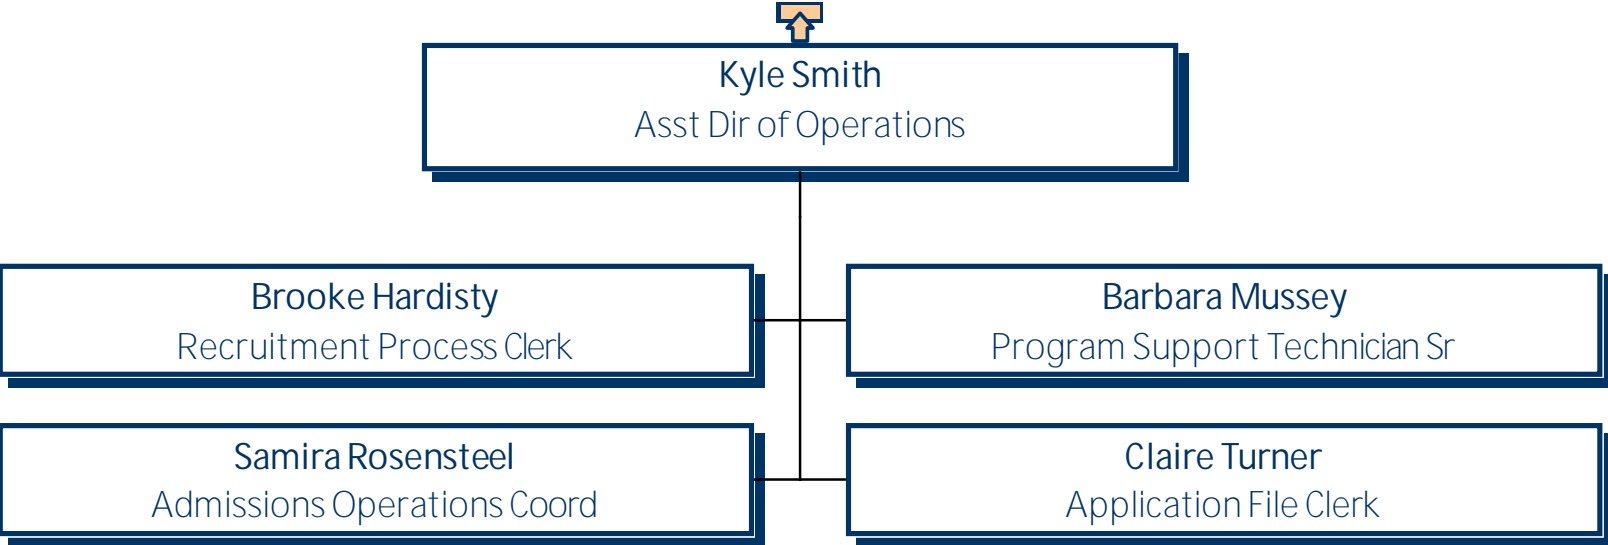 Kyle Smith
Asst Dir of Operations
Brooke Hardisty
Recruitment Process Clerk
Barbara Mussey
Program Support Technician Sr
Samira Rosensteel
Admissions Operations Coord
Claire Turner
Application File Clerk